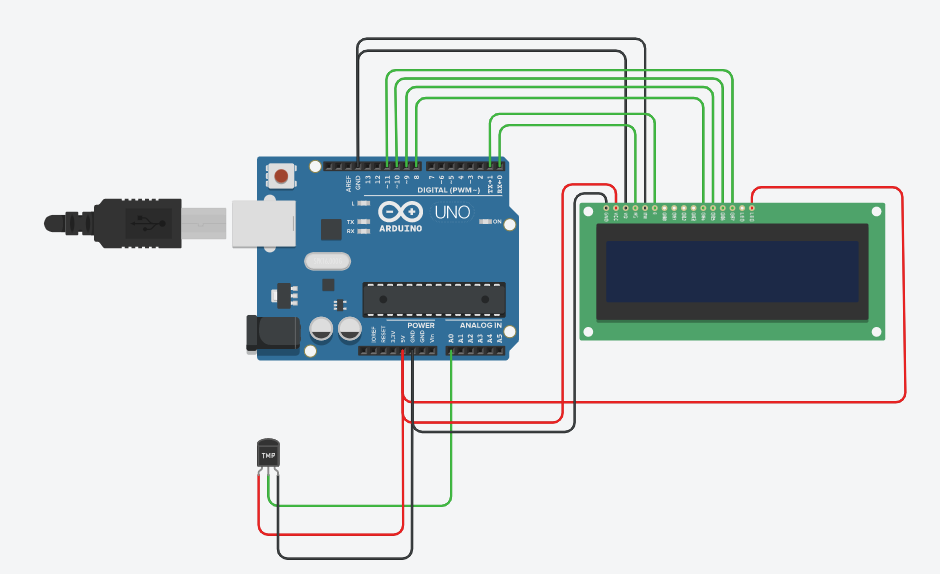 AREF
GND
13
12
~11
~10
~9
8
7
~6
~5
4
~3
2
TX→1
RX←0
DIGITAL (PWM~)
L
TX
RX
UNO
ARDUINO
ON
POWER
ANALOG IN
IOREF
RESET
3.3V
5V
GND
GND
Vin
A0
A1
A2
A3
A4
A5
TMP